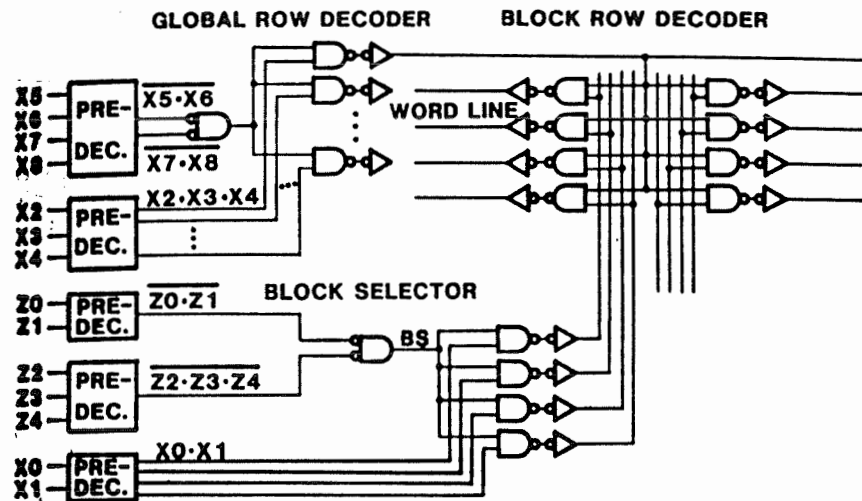 GLOBAL ROW DECODER
BLOCK ROW DECODER
X5
X6
X7
X8
PRE-
DEC.
X5·X6
X7·X8
WORD LINE
X2
X3
X4
PRE-
DEC.
X2·X3·X4
BLOCK SELECTOR
Z0
Z1
PRE-
DEC.
Z0·Z1
BS
Z2
Z3
Z4
PRE-
DEC.
Z2·Z3·Z4
X0
X1
PRE-
DEC.
X0·X1